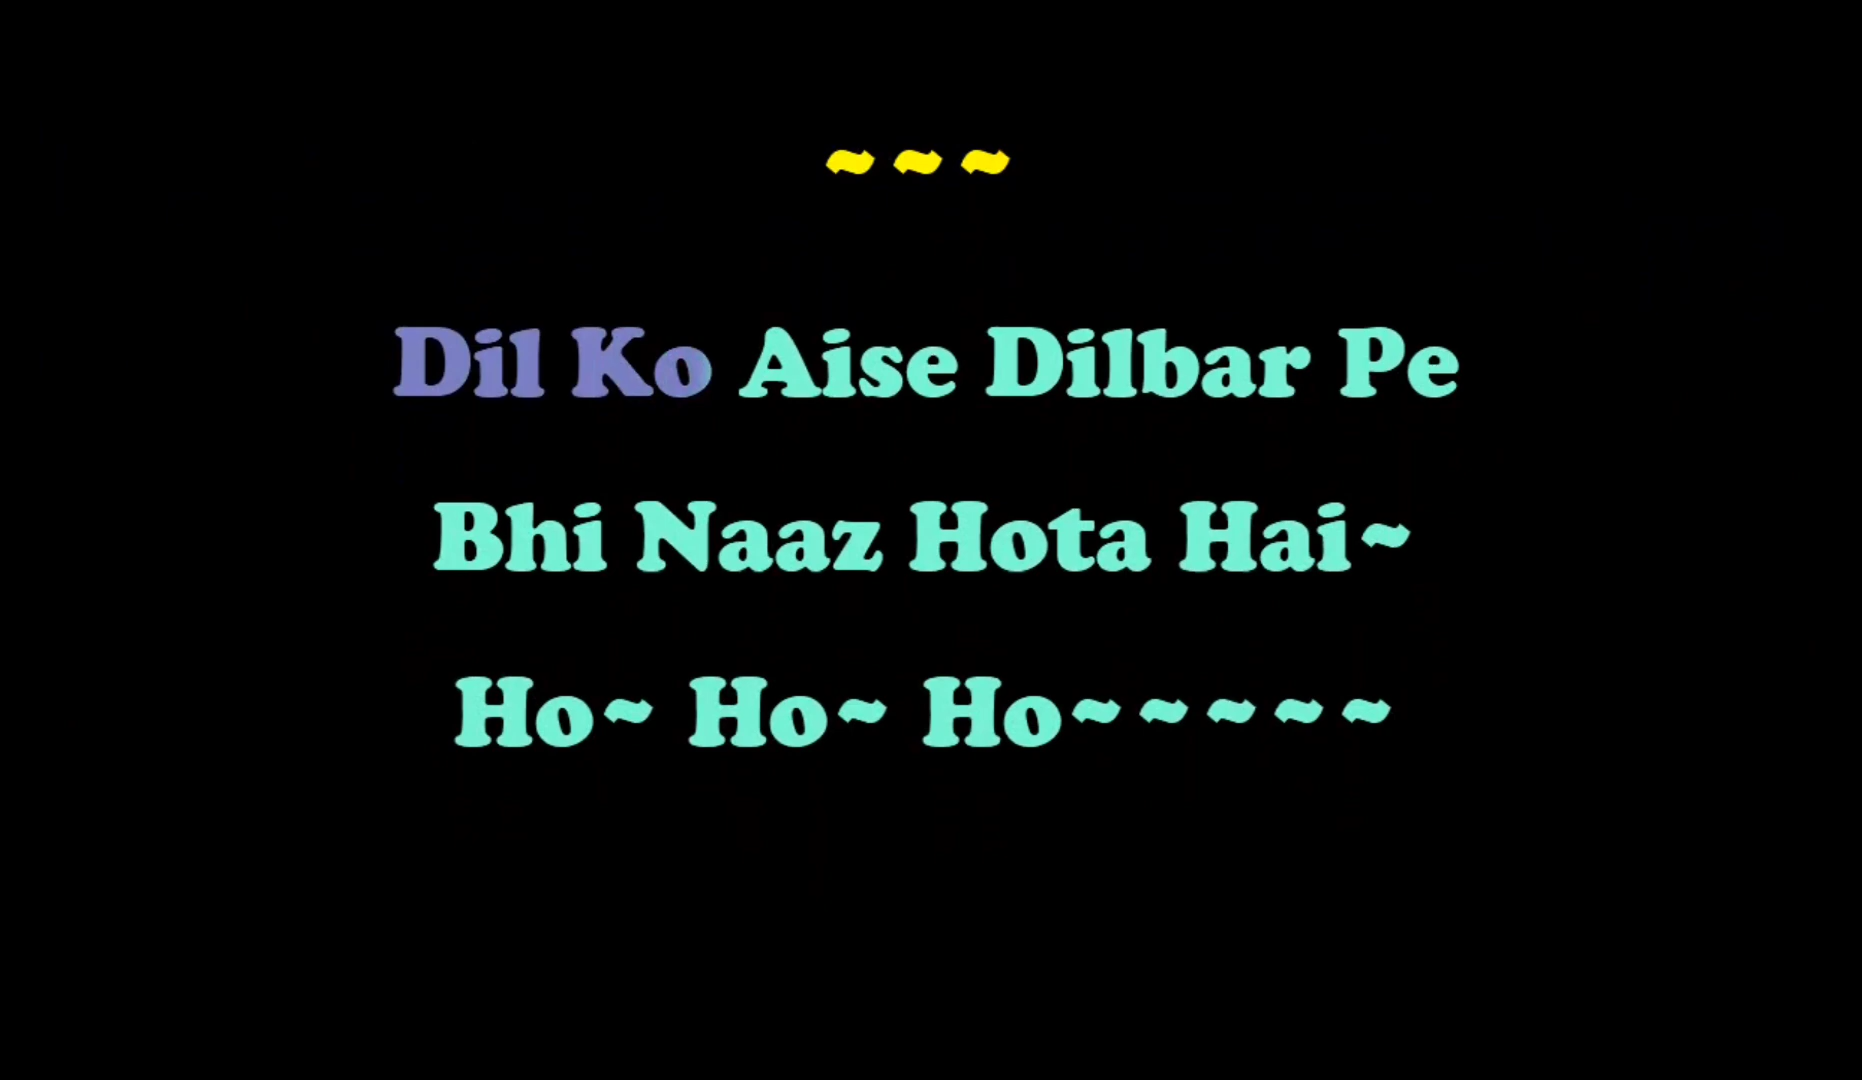 ~ ~ ~
Dil Ko Aise Dilbar Pe
Bhi Naaz Hota Hai~
Ho~ Ho~ Ho~~~~~